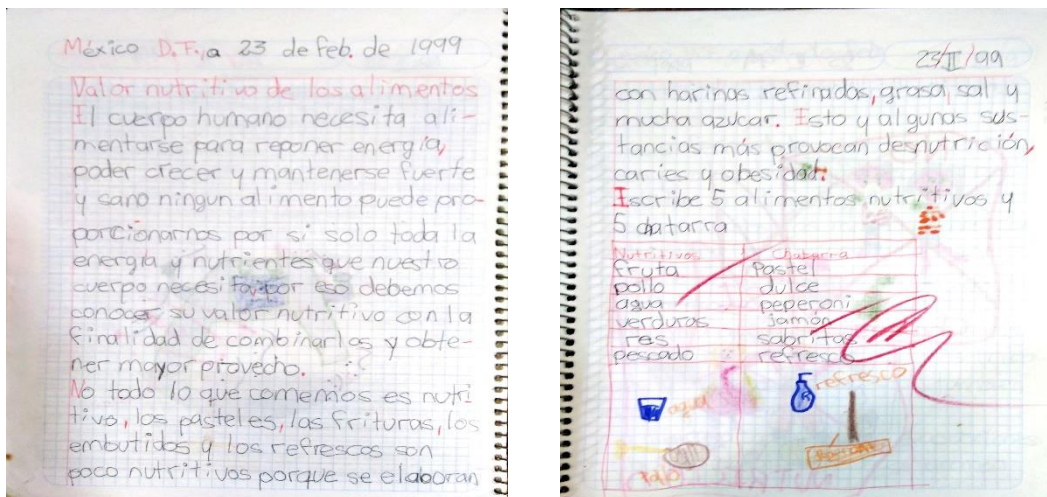 México D.F., a 23 de feb. de 1999
Valor nutritivo de los alimentos
El cuerpo humano necesita ali-
mentarse para reponer energía,
poder crecer y mantenerse fuerte
y sano ningun alimento puede pro-
porcionarnos por si solo toda la
energía y nutrientes que nuestro
cuerpo necesita por eso debemos
conocer su valor nutritivo con la
finalidad de combinarlos y obte-
ner mayor provecho.
No todo lo que comemos es nutri
tivo, los pasteles, las frituras, los
embutidos y los refrescos son
poco nutritivos porque se elaboran
23/II/99
con harinas refinadas, grasa, sal y
mucha azucar. Esto y algunas sus-
tancias más provocan desnutrición,
caries y obesidad.
Escribe 5 alimentos nutritivos y
5 chatarra
Nutritivos Chatarra
fruta Pastel
pollo dulce
agua peperoni
verduras jamón
res sabritas
pescado refresco
agua refresco
pollo